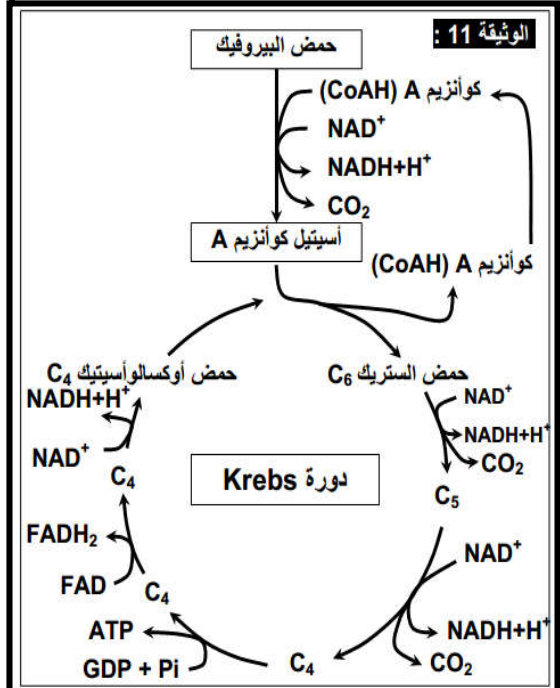 الوثيقة 11 :
حمض البيروفيك
كوأنزيم A (CoAH)
NAD⁺
NADH+H⁺
CO₂
أسيتيل كوأنزيم A
كوأنزيم A (CoAH)
حمض أوكسالوأسيتيك C₄
حمض الستريك C₆
NADH+H⁺
NAD⁺
NAD⁺
NADH+H⁺
CO₂
C₄
دورة Krebs
C₅
FADH₂
FAD
C₄
NAD⁺
NADH+H⁺
CO₂
ATP
GDP + Pi
C₄